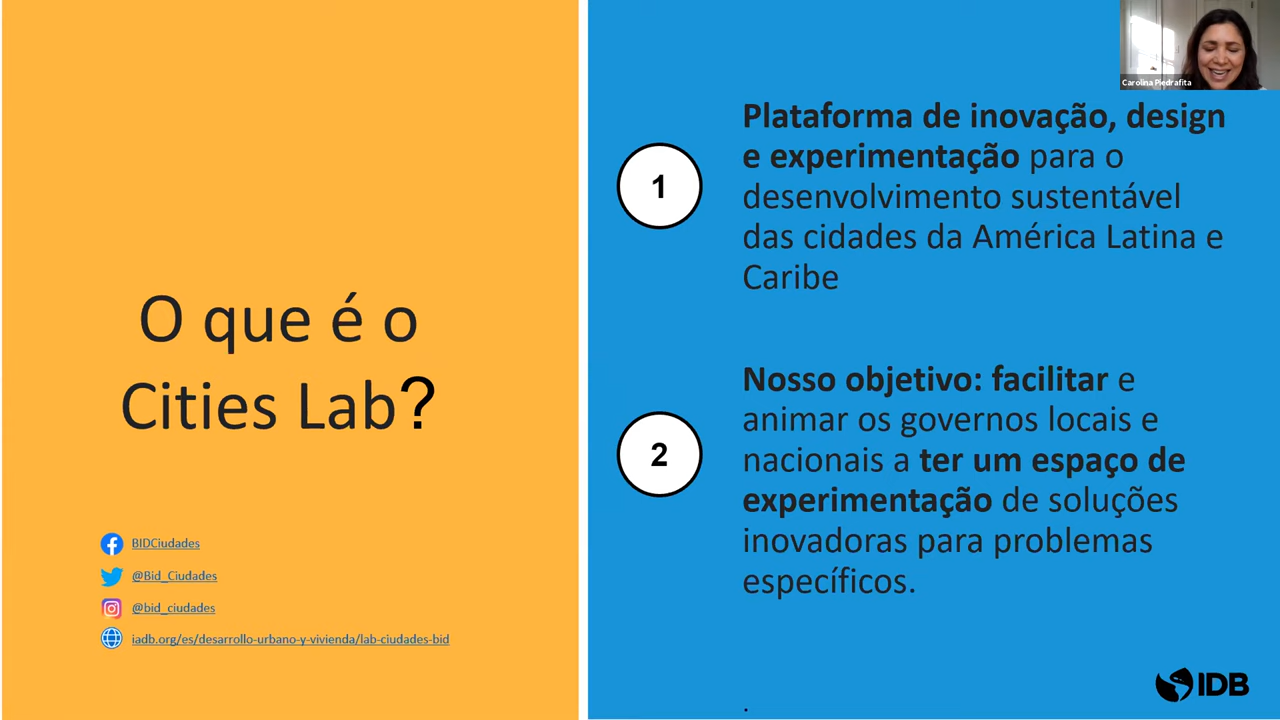 O que é o
Cities Lab?
BIDCiudades
@Bid_Ciudades
@bid_ciudades
iadb.org/es/desarrollo-urbano-y-vivienda/lab-ciudades-bid
Carolina Piedrafita
1
Plataforma de inovação, design
e experimentação para o
desenvolvimento sustentável
das cidades da América Latina e
Caribe
2
Nosso objetivo: facilitar e
animar os governos locais e
nacionais a ter um espaço de
experimentação de soluções
inovadoras para problemas
específicos.
.
IDB